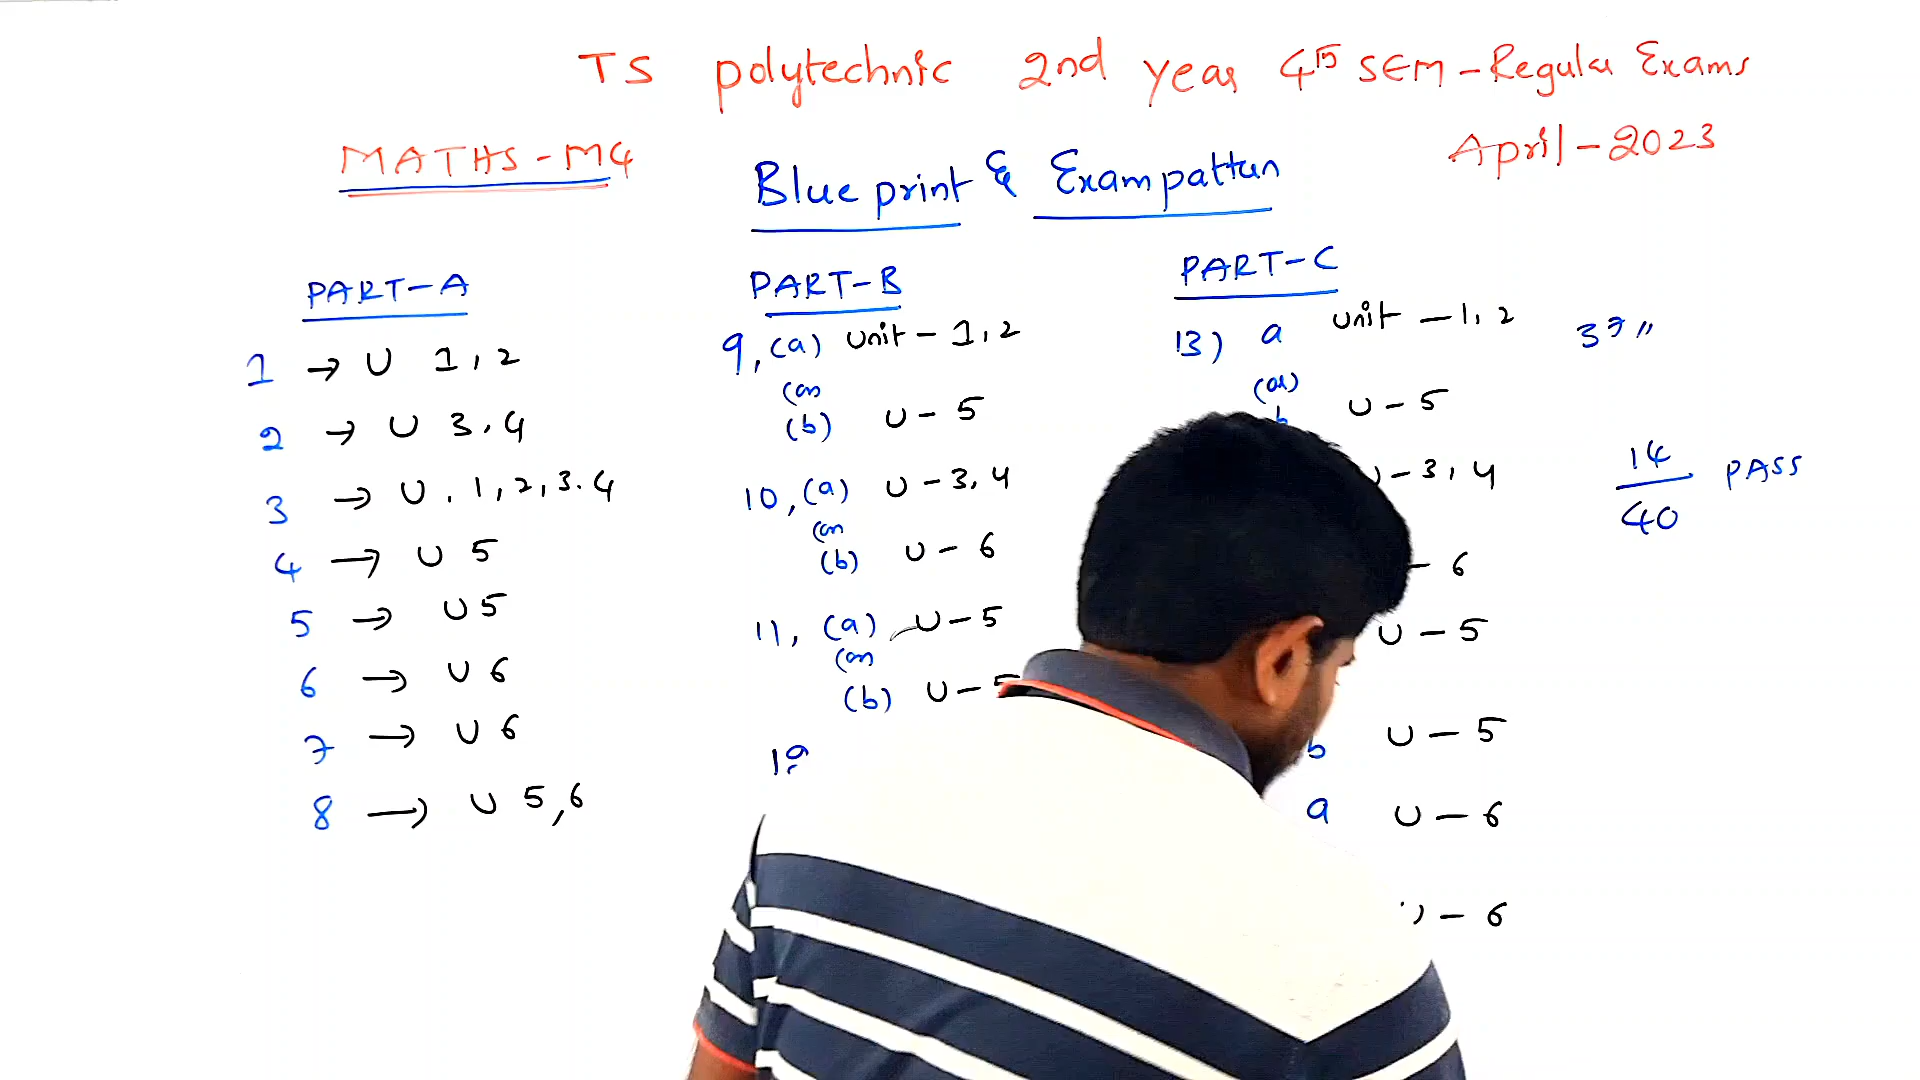 TS polytechnic 2nd year 4th SEM - Regular Exams
April - 2023
MATHS - M4
Blue print & Exam pattern
PART-A
1 → U 1, 2
2 → U 3, 4
3 → U. 1, 2, 3. 4
4 → U 5
5 → U 5
6 → U 6
7 → U 6
8 → U 5, 6
PART-B
9, (a) Unit - 1, 2
(or
(b) U - 5
10, (a) U - 3, 4
(or
(b) U - 6
11, (a) U - 5
(or
(b) U - 5
PART-C
13) a Unit - 1, 2
(or)
b U - 5
U - 3, 4
- 6
U - 5
b U - 5
a U - 6
- 6
14/40 PASS